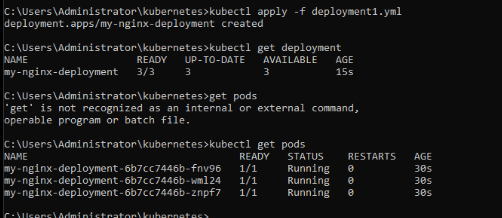 C:\Users\Administrator\kubernetes>kubectl apply -f deployment1.yml
deployment.apps/my-nginx-deployment created
C:\Users\Administrator\kubernetes>kubectl get deployment
NAME READY UP-TO-DATE AVAILABLE AGE
my-nginx-deployment 3/3 3 3 15s
C:\Users\Administrator\kubernetes>get pods
'get' is not recognized as an internal or external command,
operable program or batch file.
C:\Users\Administrator\kubernetes>kubectl get pods
NAME READY STATUS RESTARTS AGE
my-nginx-deployment-6b7cc7446b-fnv96 1/1 Running 0 30s
my-nginx-deployment-6b7cc7446b-wml24 1/1 Running 0 30s
my-nginx-deployment-6b7cc7446b-znpf7 1/1 Running 0 30s
C:\Users\Administrator\kubernetes>